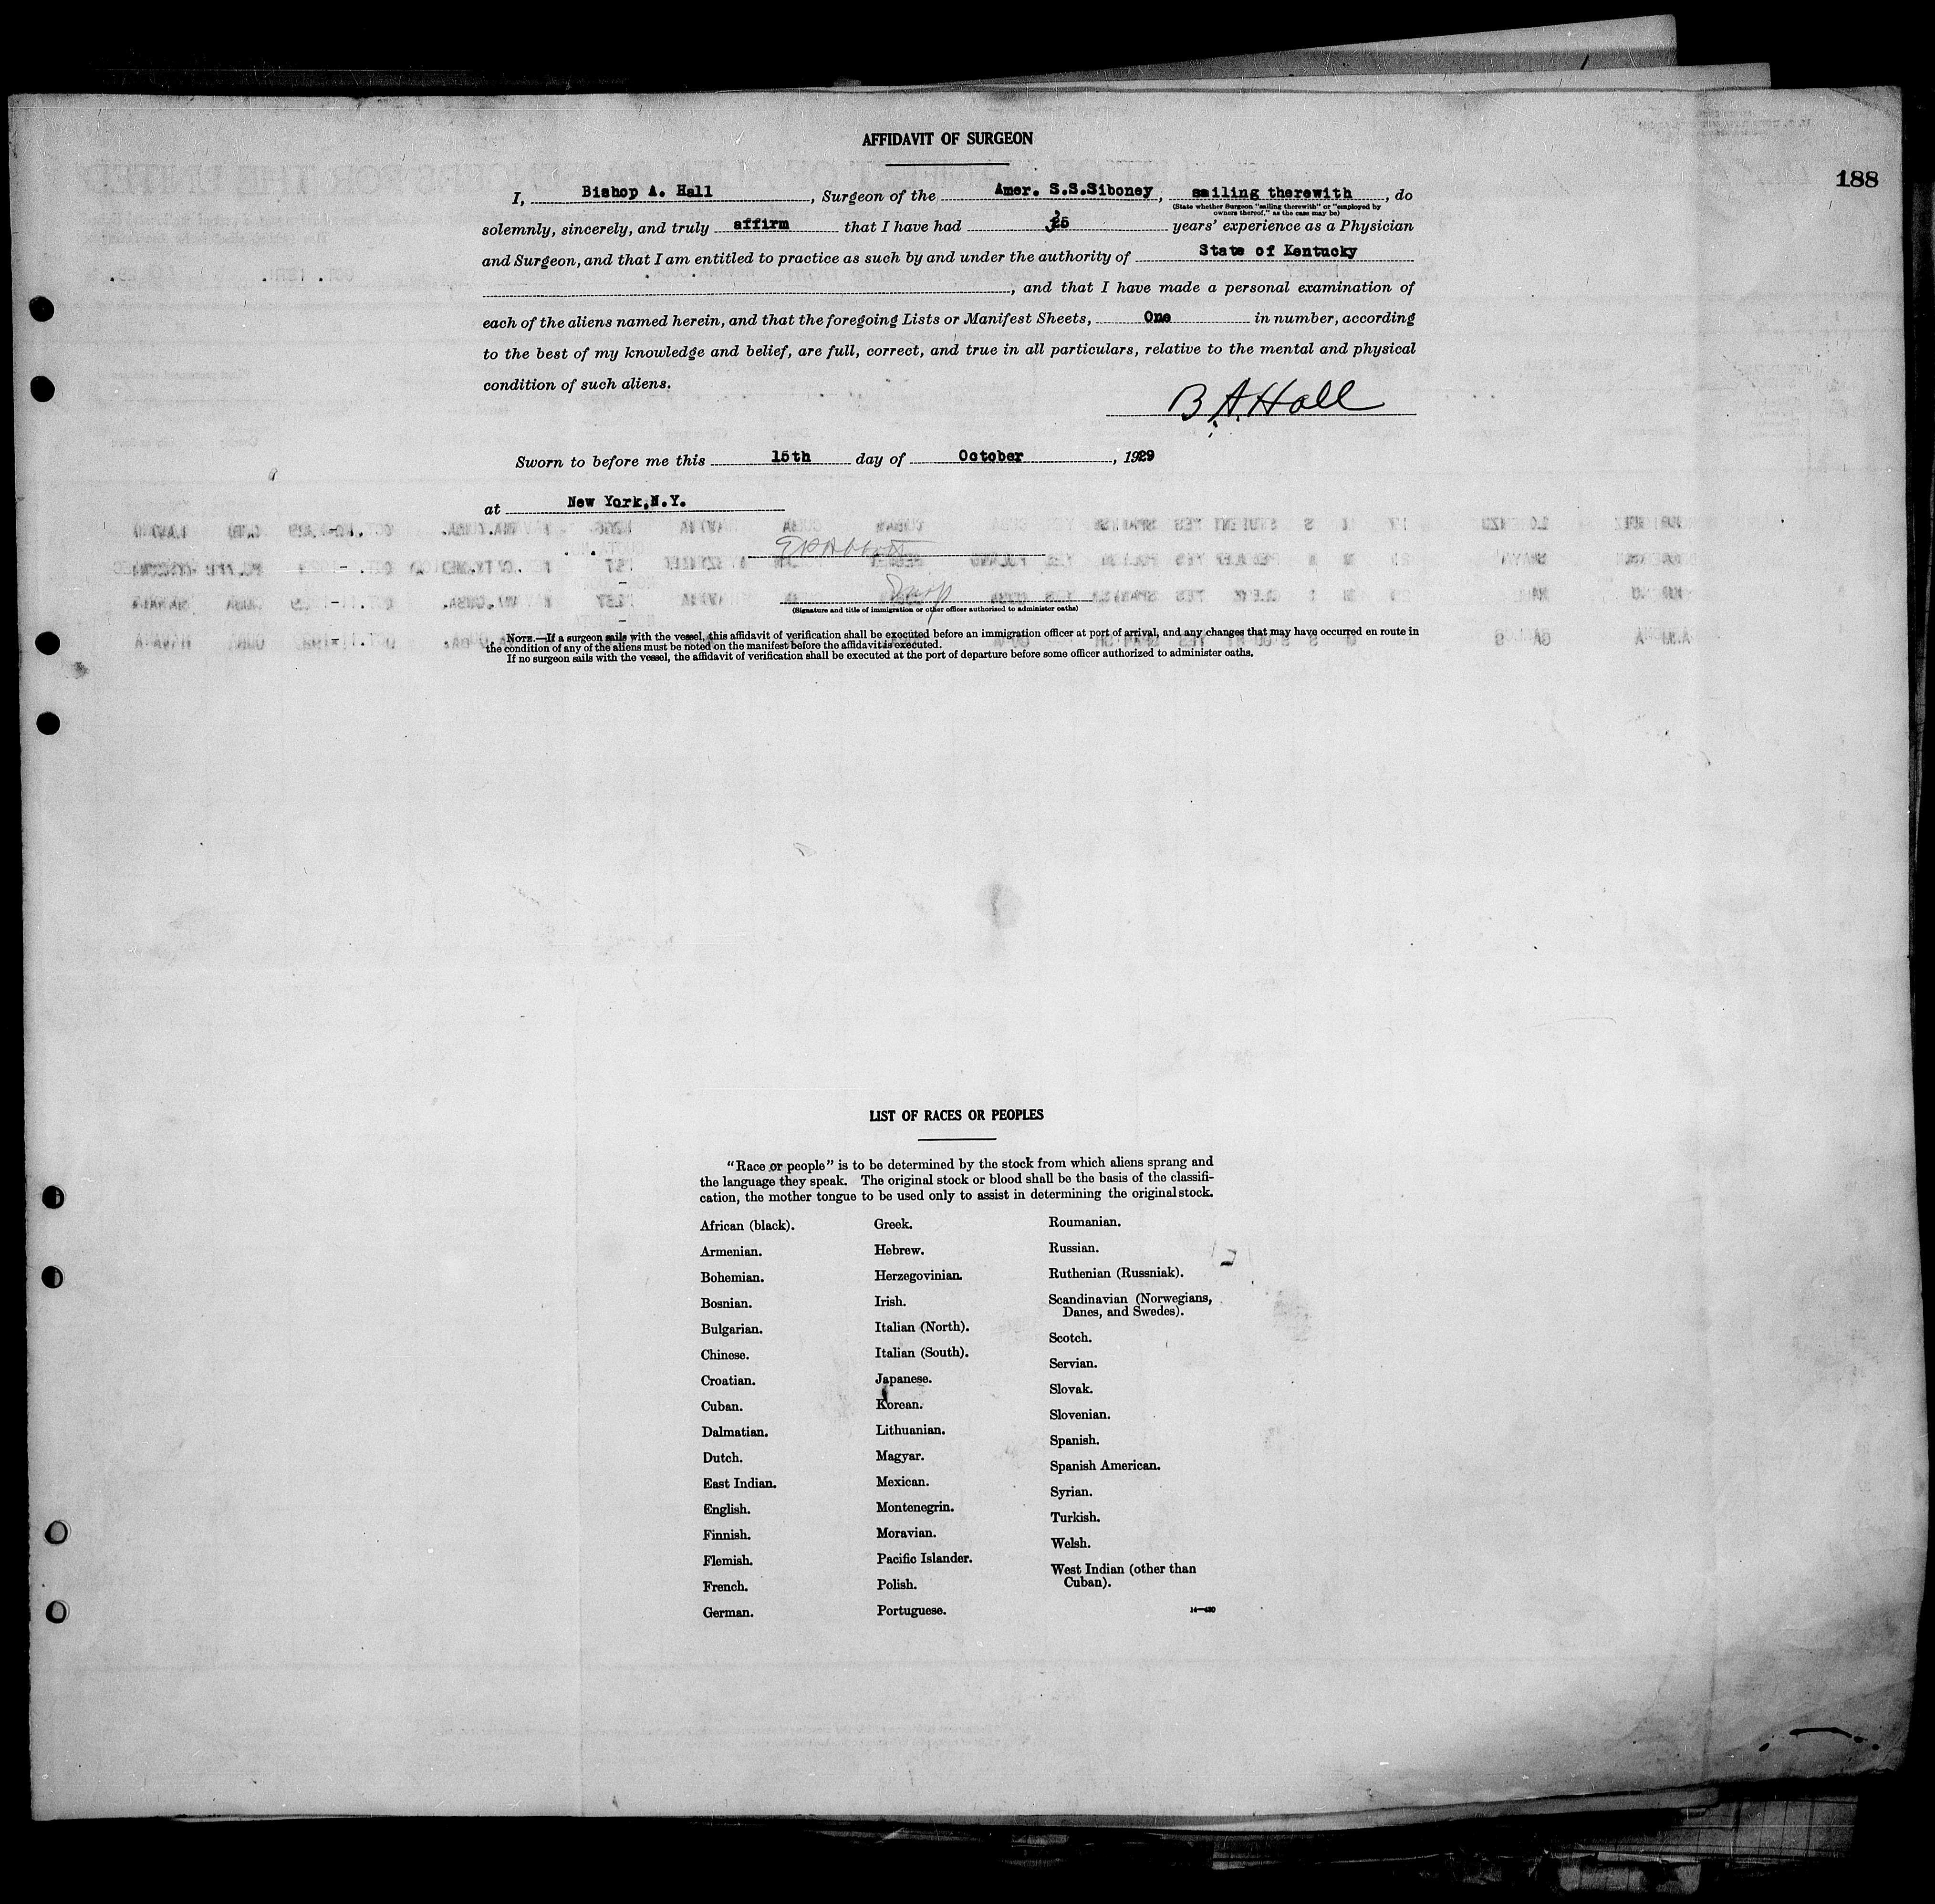 188
AFFIDAVIT OF SURGEON
I, Bishop A. Hall, Surgeon of the Amer. S.S.Siboney, sailing therewith, do
(State whether Surgeon "sailing therewith" or "employed by
owners thereof," as the case may be)
solemnly, sincerely, and truly affirm that I have had years' experience as a Physician
and Surgeon, and that I am entitled to practice as such by and under the authority of State of Kentucky
, and that I have made a personal examination of
each of the aliens named herein, and that the foregoing Lists or Manifest Sheets, One in number, according
to the best of my knowledge and belief, are full, correct, and true in all particulars, relative to the mental and physical
condition of such aliens.
B A Hall
Sworn to before me this 15th day of October, 1929
at New York,N.Y.
(Signature and title of immigration or other officer authorized to administer oaths)
NOTE.—If a surgeon sails with the vessel, this affidavit of verification shall be executed before an immigration officer at port of arrival, and any changes that may have occurred en route in
the condition of any of the aliens must be noted on the manifest before the affidavit is executed.
If no surgeon sails with the vessel, the affidavit of verification shall be executed at the port of departure before some officer authorized to administer oaths.
LIST OF RACES OR PEOPLES
"Race or people" is to be determined by the stock from which aliens sprang and
the language they speak. The original stock or blood shall be the basis of the classifi-
cation, the mother tongue to be used only to assist in determining the original stock.
African (black).
Armenian.
Bohemian.
Bosnian.
Bulgarian.
Chinese.
Croatian.
Cuban.
Dalmatian.
Dutch.
East Indian.
English.
Finnish.
Flemish.
French.
German.
Greek.
Hebrew.
Herzegovinian.
Irish.
Italian (North).
Italian (South).
Japanese.
Korean.
Lithuanian.
Magyar.
Mexican.
Montenegrin.
Moravian.
Pacific Islander.
Polish.
Portuguese.
Roumanian.
Russian.
Ruthenian (Russniak).
Scandinavian (Norwegians,
Danes, and Swedes).
Scotch.
Servian.
Slovak.
Slovenian.
Spanish.
Spanish American.
Syrian.
Turkish.
Welsh.
West Indian (other than
Cuban).